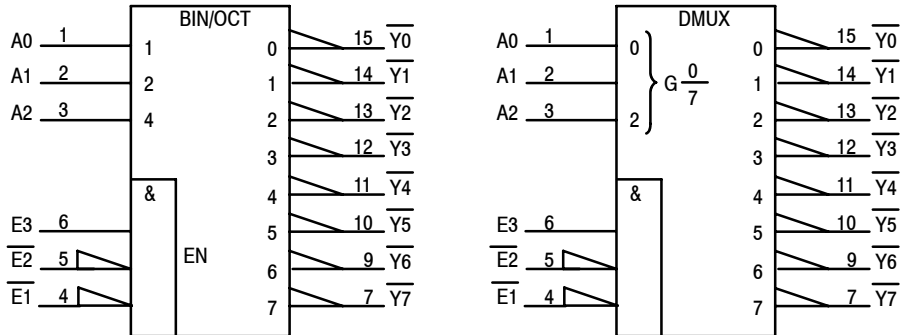 BIN/OCT
A0 1 1 0 15 Y0
A1 2 2 1 14 Y1
A2 3 4 2 13 Y2
3 12 Y3
& 4 11 Y4
E3 6 5 10 Y5
E2 5 EN 6 9 Y6
E1 4 7 7 Y7
DMUX
A0 1 0 0 15 Y0
A1 2 G 0/7 1 14 Y1
A2 3 2 2 13 Y2
3 12 Y3
& 4 11 Y4
E3 6 5 10 Y5
E2 5 6 9 Y6
E1 4 7 7 Y7